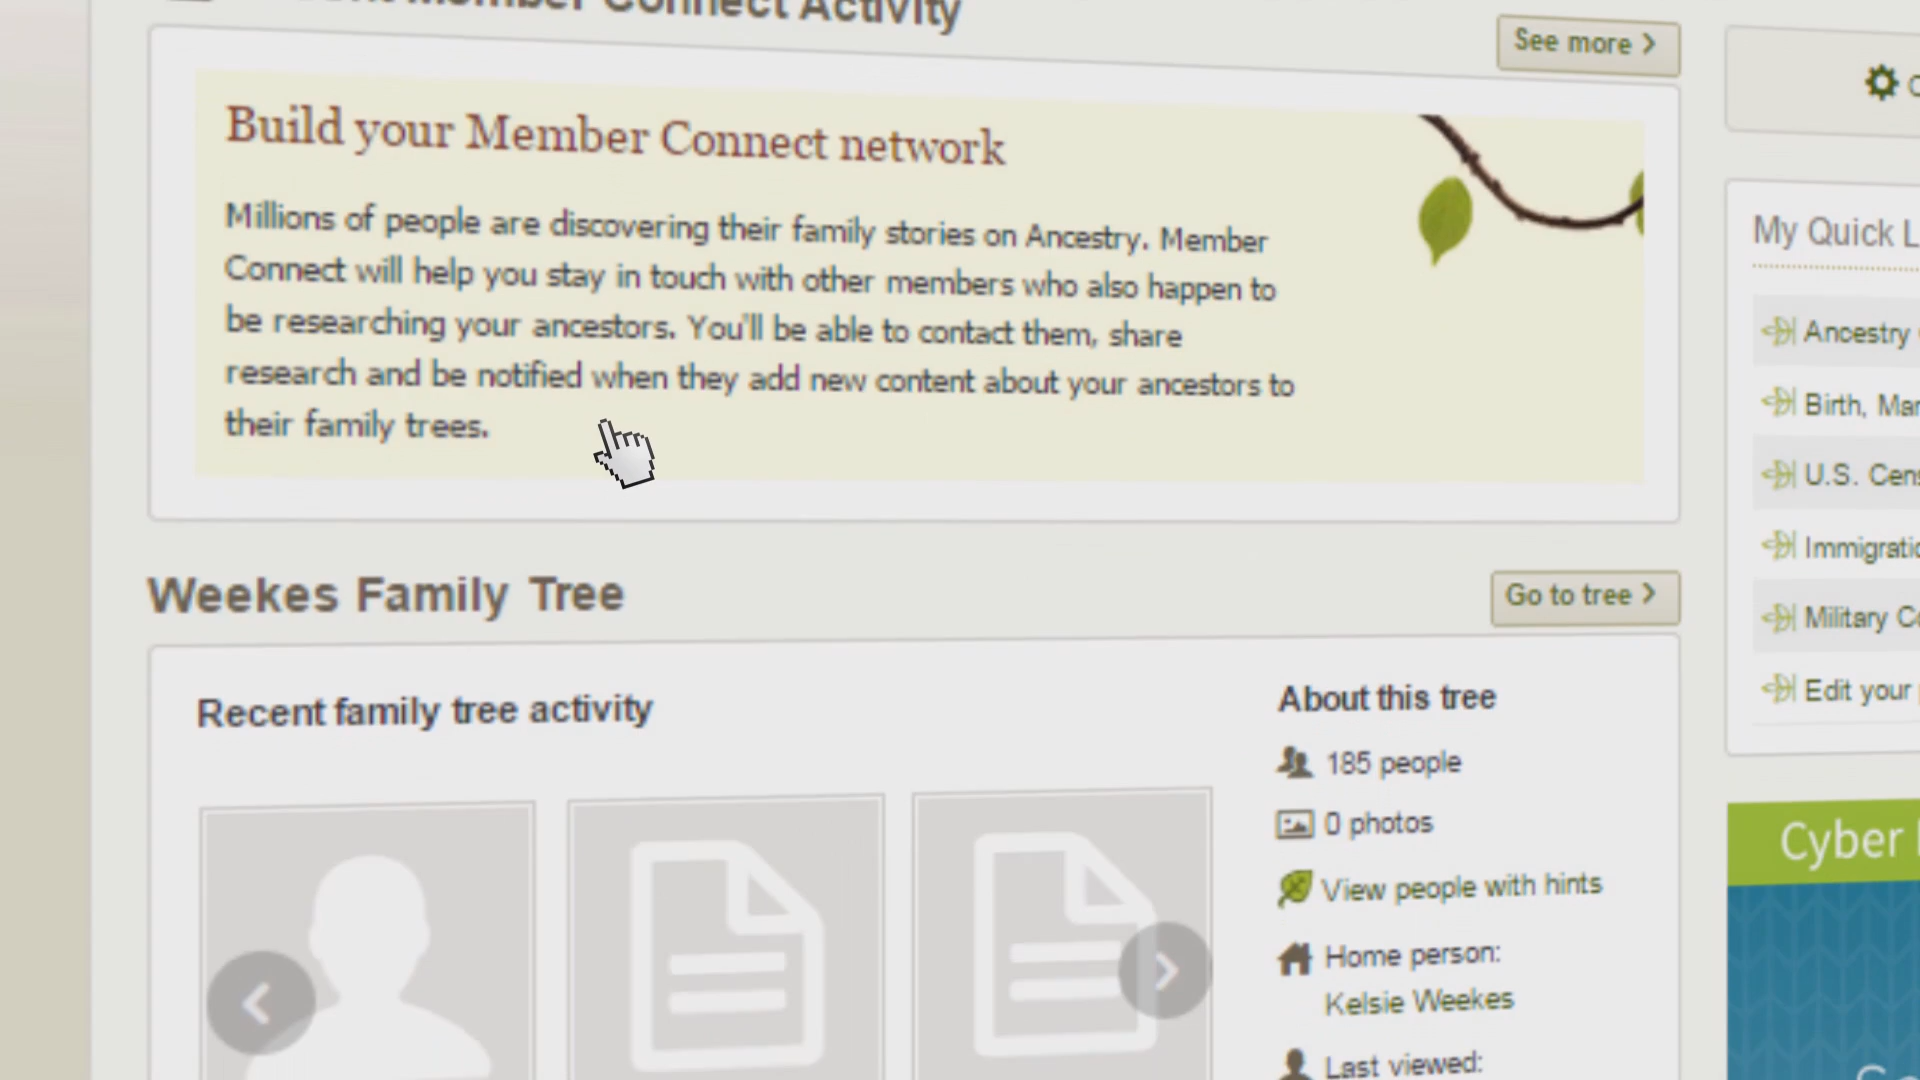 Member Connect Activity
See more
Build your Member Connect network
Millions of people are discovering their family stories on Ancestry. Member
Connect will help you stay in touch with other members who also happen to
be researching your ancestors. You'll be able to contact them, share
research and be notified when they add new content about your ancestors to
their family trees.
Weekes Family Tree
Go to tree
Recent family tree activity
About this tree
185 people
0 photos
View people with hints
Home person:
Kelsie Weekes
Last viewed:
My Quick
Ancestry
Birth,
U.S.
Military
Edit your
Cyber